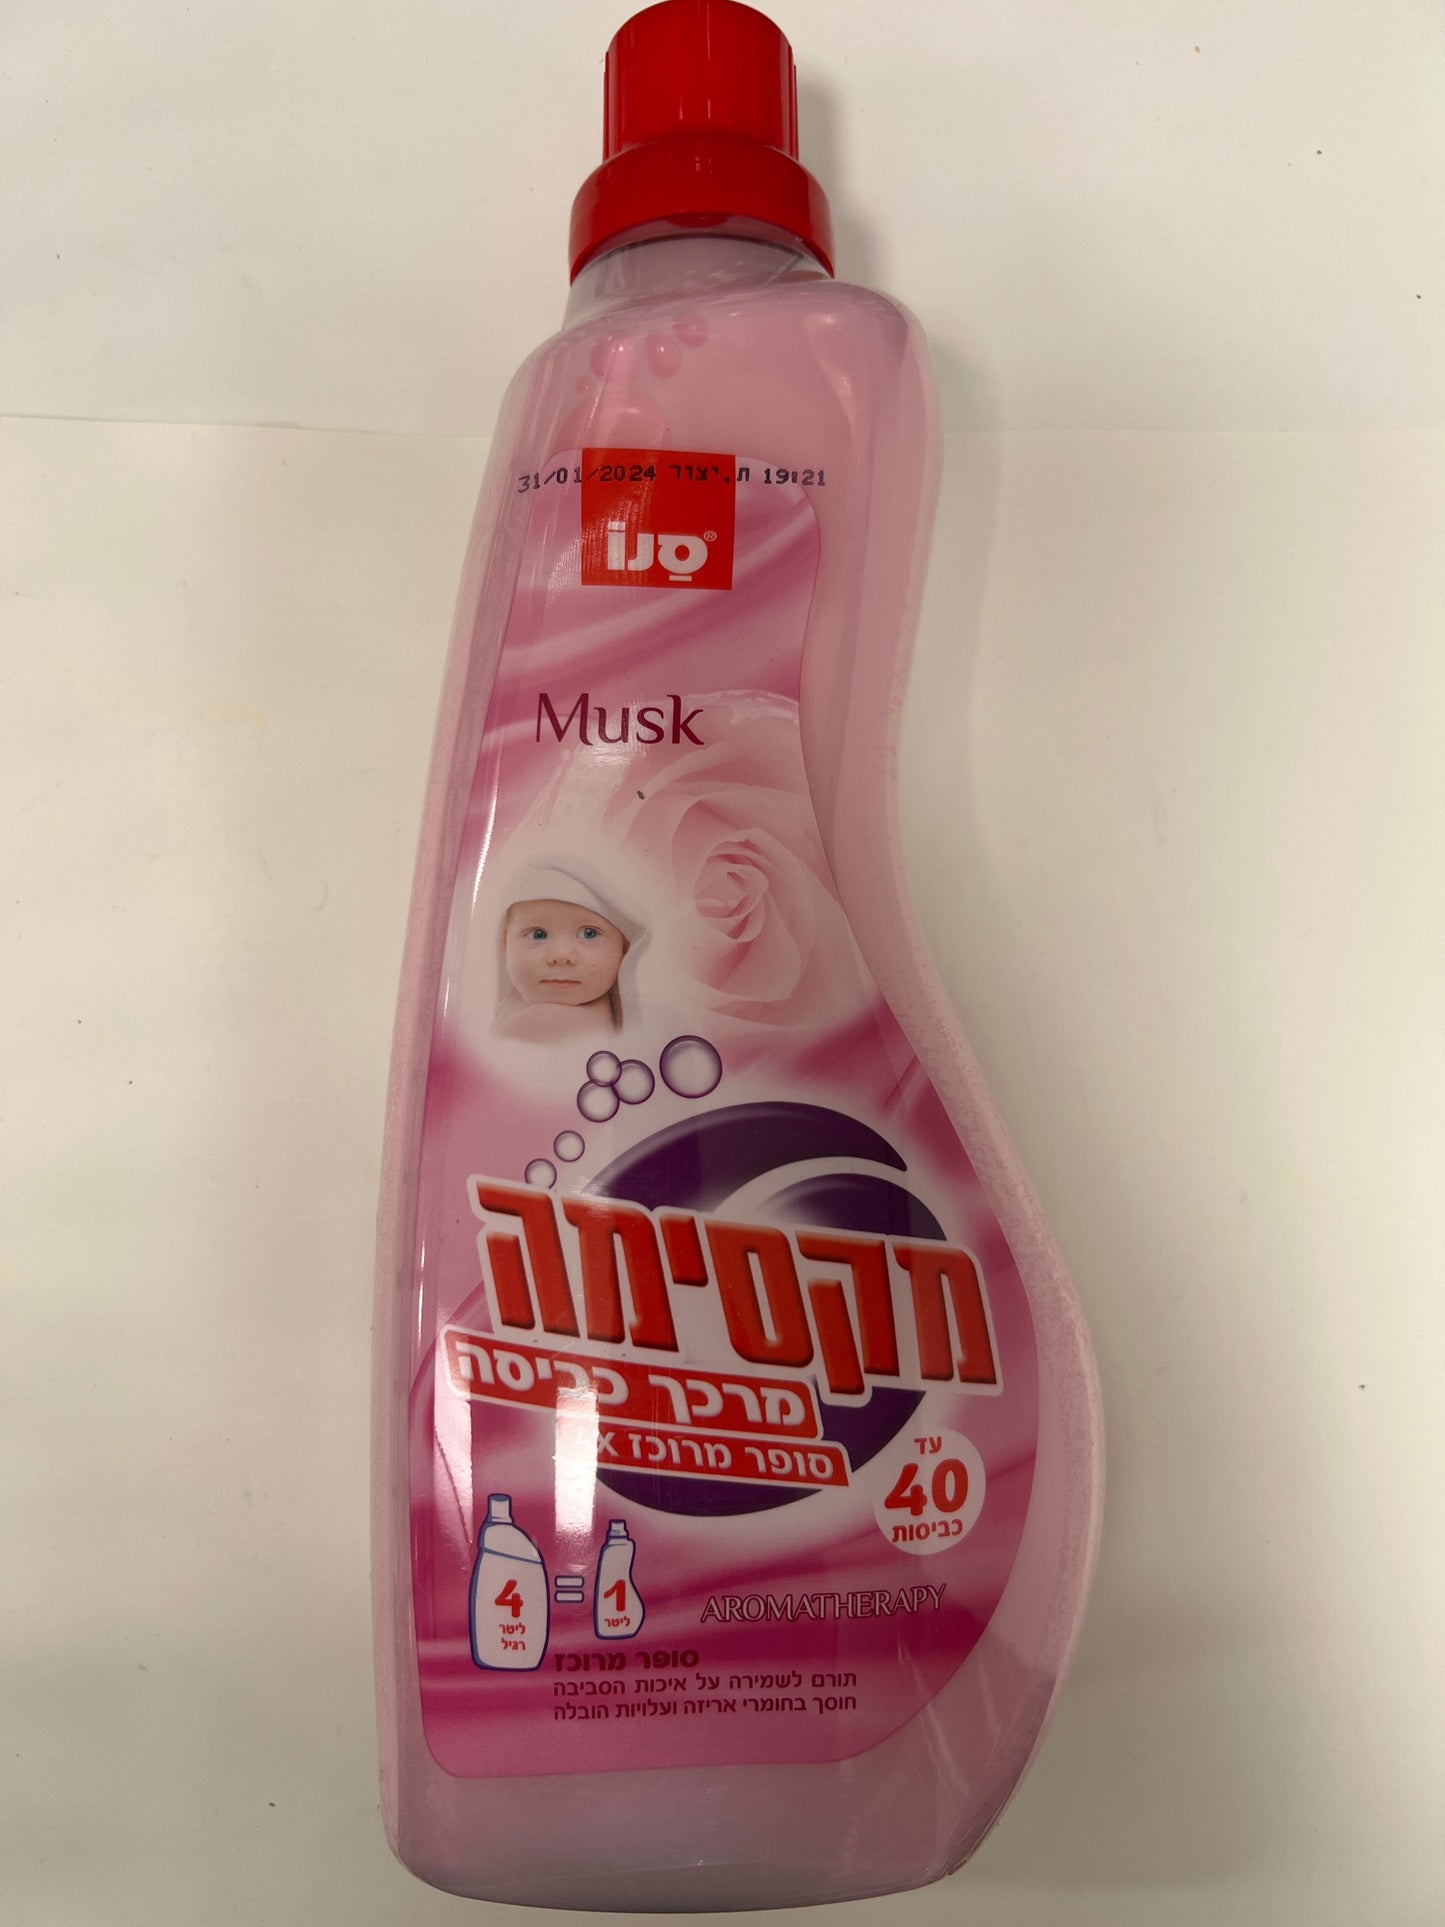 31/01/2024 ת.יצור 19:21
סנו®
Musk
מקסימה
מרכך כביסה
סופר מרוכז x
עד
40
כביסות
4
ליטר
רגיל
=
1
ליטר
AROMATHERAPY
סופר מרוכז
תורם לשמירה על איכות הסביבה
חוסך בחומרי אריזה ועלויות הובלה